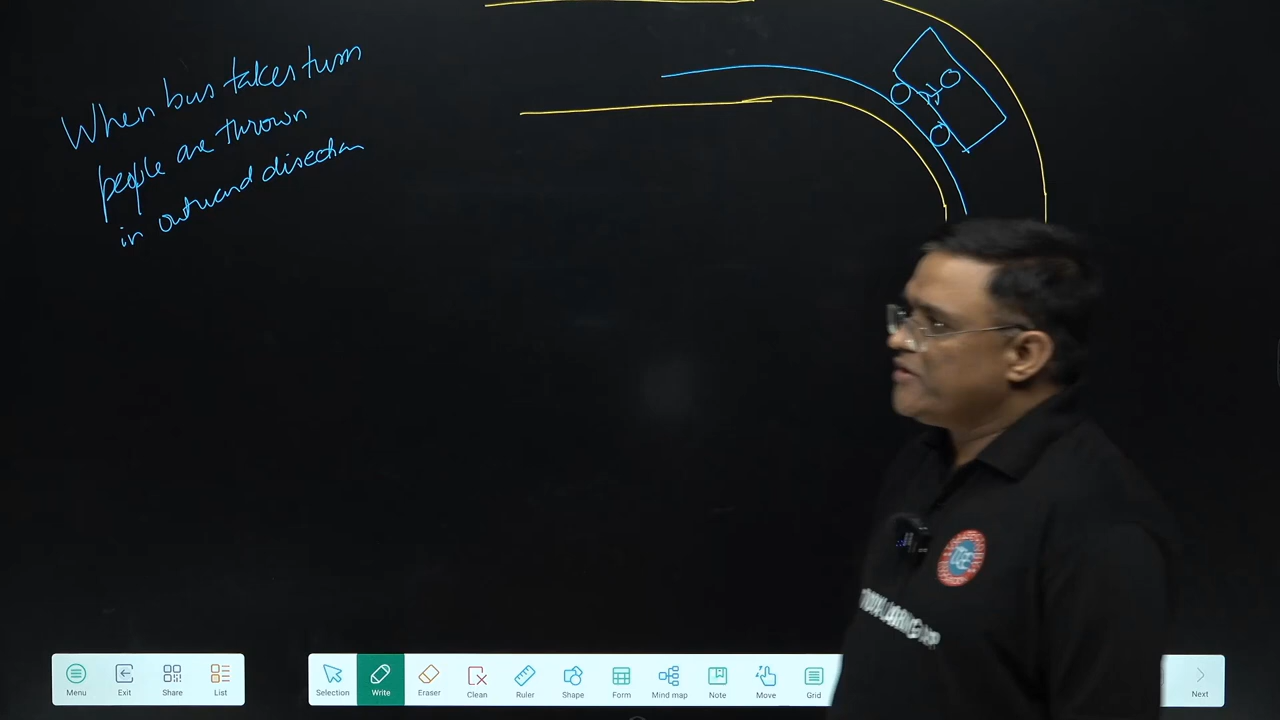 When bus takes turn
people are thrown
in outward direction
Menu
Exit
Share
List
Selection
Write
Eraser
Clean
Ruler
Shape
Form
Mind map
Note
Move
Grid
Next